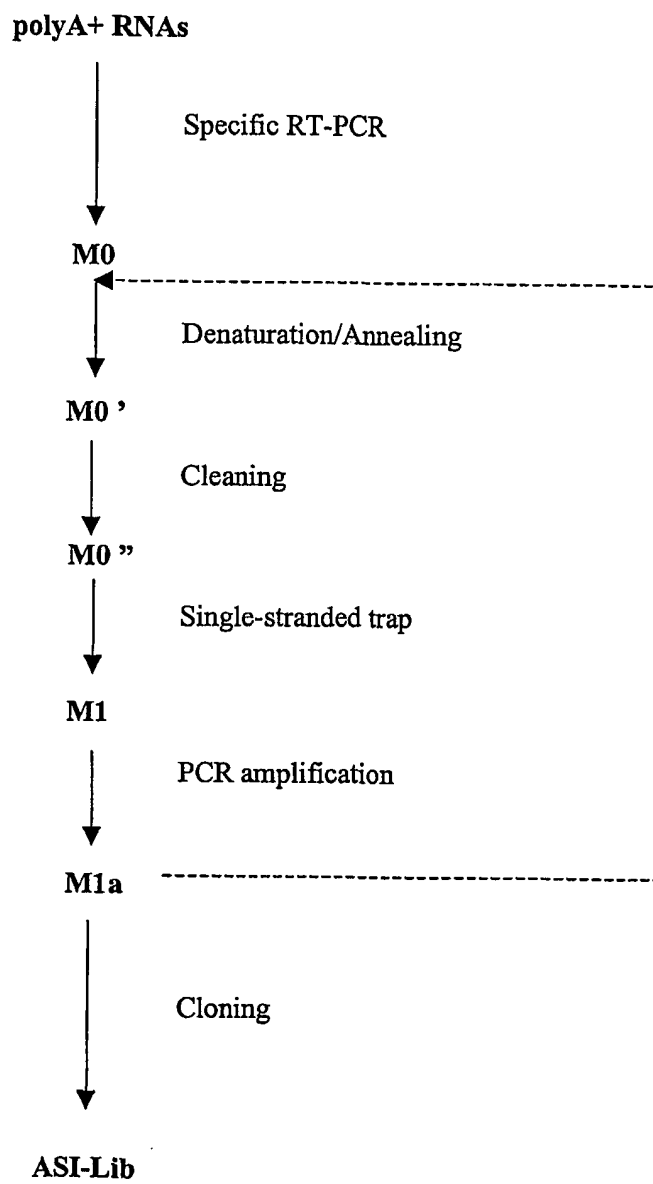 polyA+ RNAs
Specific RT-PCR
M0
Denaturation/Annealing
M0 ’
Cleaning
M0 ”
Single-stranded trap
M1
PCR amplification
M1a
Cloning
ASI-Lib